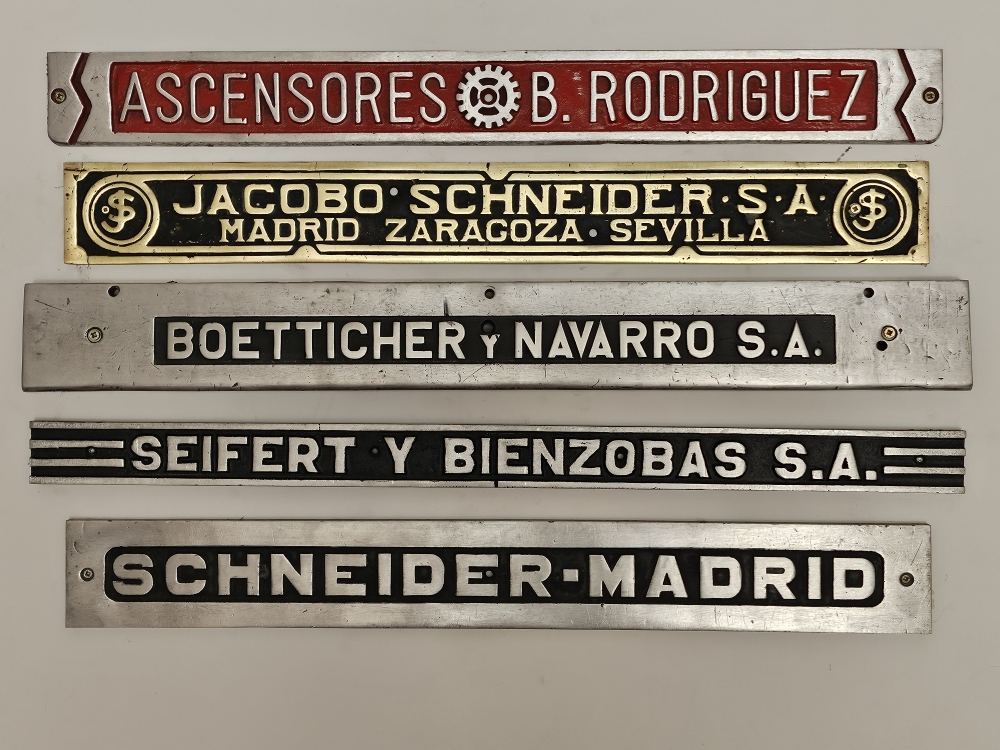 ASCENSORES B. RODRIGUEZ
JACOBO · SCHNEIDER · S · A ·
MADRID ZARAGOZA · SEVILLA
BOETTICHER Y NAVARRO S.A.
SEIFERT Y BIENZOBAS S.A.
SCHNEIDER-MADRID